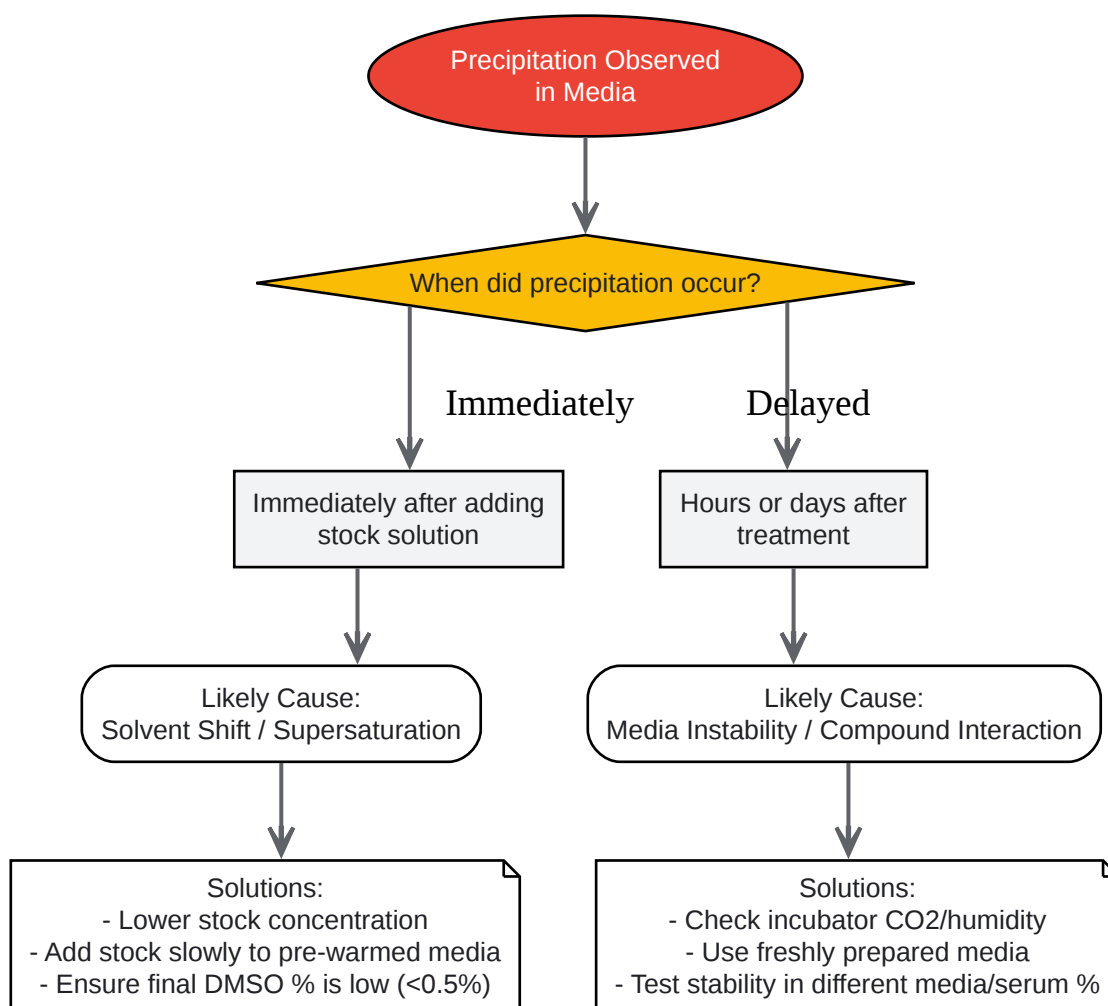 Precipitation Observed
in Media
When did precipitation occur?
Immediately
Delayed
Immediately after adding
stock solution
Hours or days after
treatment
Likely Cause:
Solvent Shift / Supersaturation
Likely Cause:
Media Instability / Compound Interaction
Solutions:
- Lower stock concentration
- Add stock slowly to pre-warmed media
- Ensure final DMSO % is low (<0.5%)
Solutions:
- Check incubator CO2/humidity
- Use freshly prepared media
- Test stability in different media/serum %